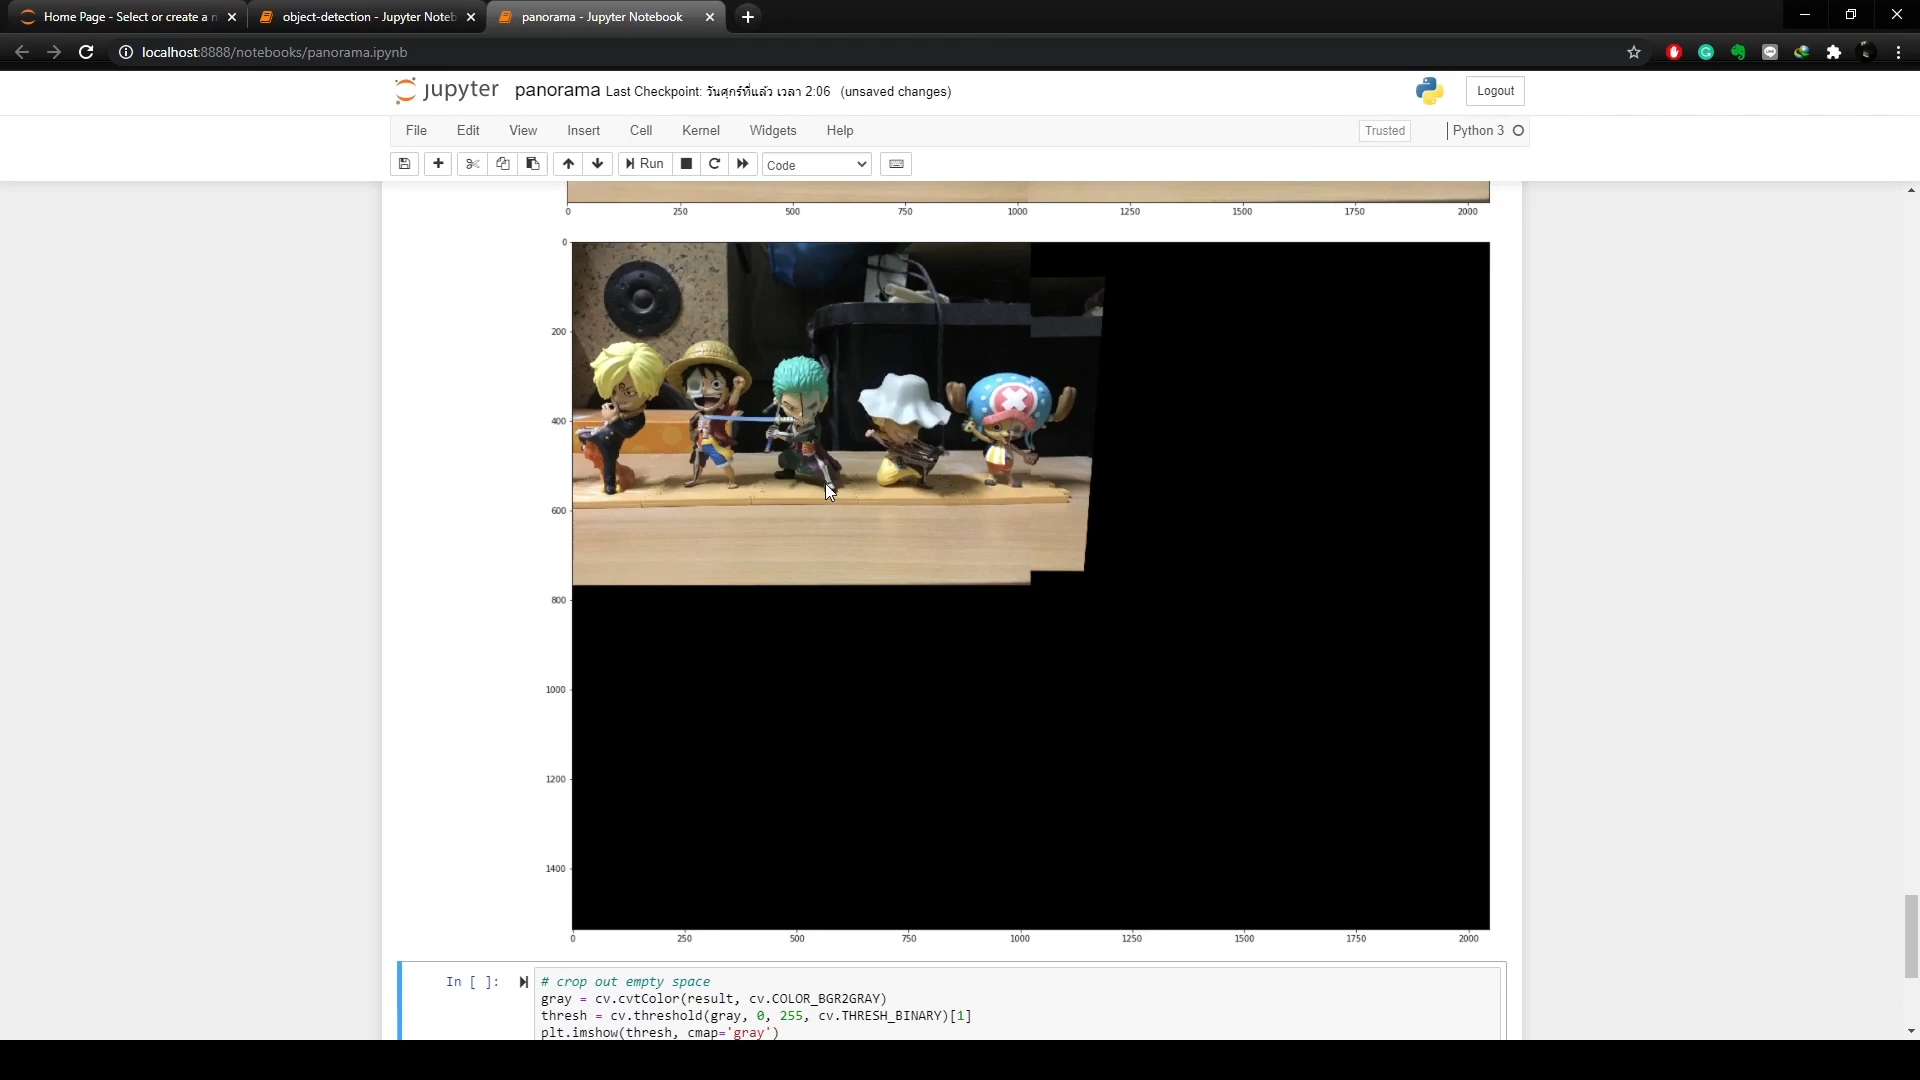 Home Page - Select or create a n
object-detection - Jupyter Noteb
panorama - Jupyter Notebook
localhost:8888/notebooks/panorama.ipynb
jupyter panorama Last Checkpoint: วันศุกร์ที่แล้ว เวลา 2:06 (unsaved changes)
Logout
File Edit View Insert Cell Kernel Widgets Help
Trusted
Python 3
Run
Code
0 250 500 750 1000 1250 1500 1750 2000
0
200
400
600
800
1000
1200
1400
0 250 500 750 1000 1250 1500 1750 2000
In [ ]:
# crop out empty space
gray = cv.cvtColor(result, cv.COLOR_BGR2GRAY)
thresh = cv.threshold(gray, 0, 255, cv.THRESH_BINARY)[1]
plt.imshow(thresh, cmap='gray')